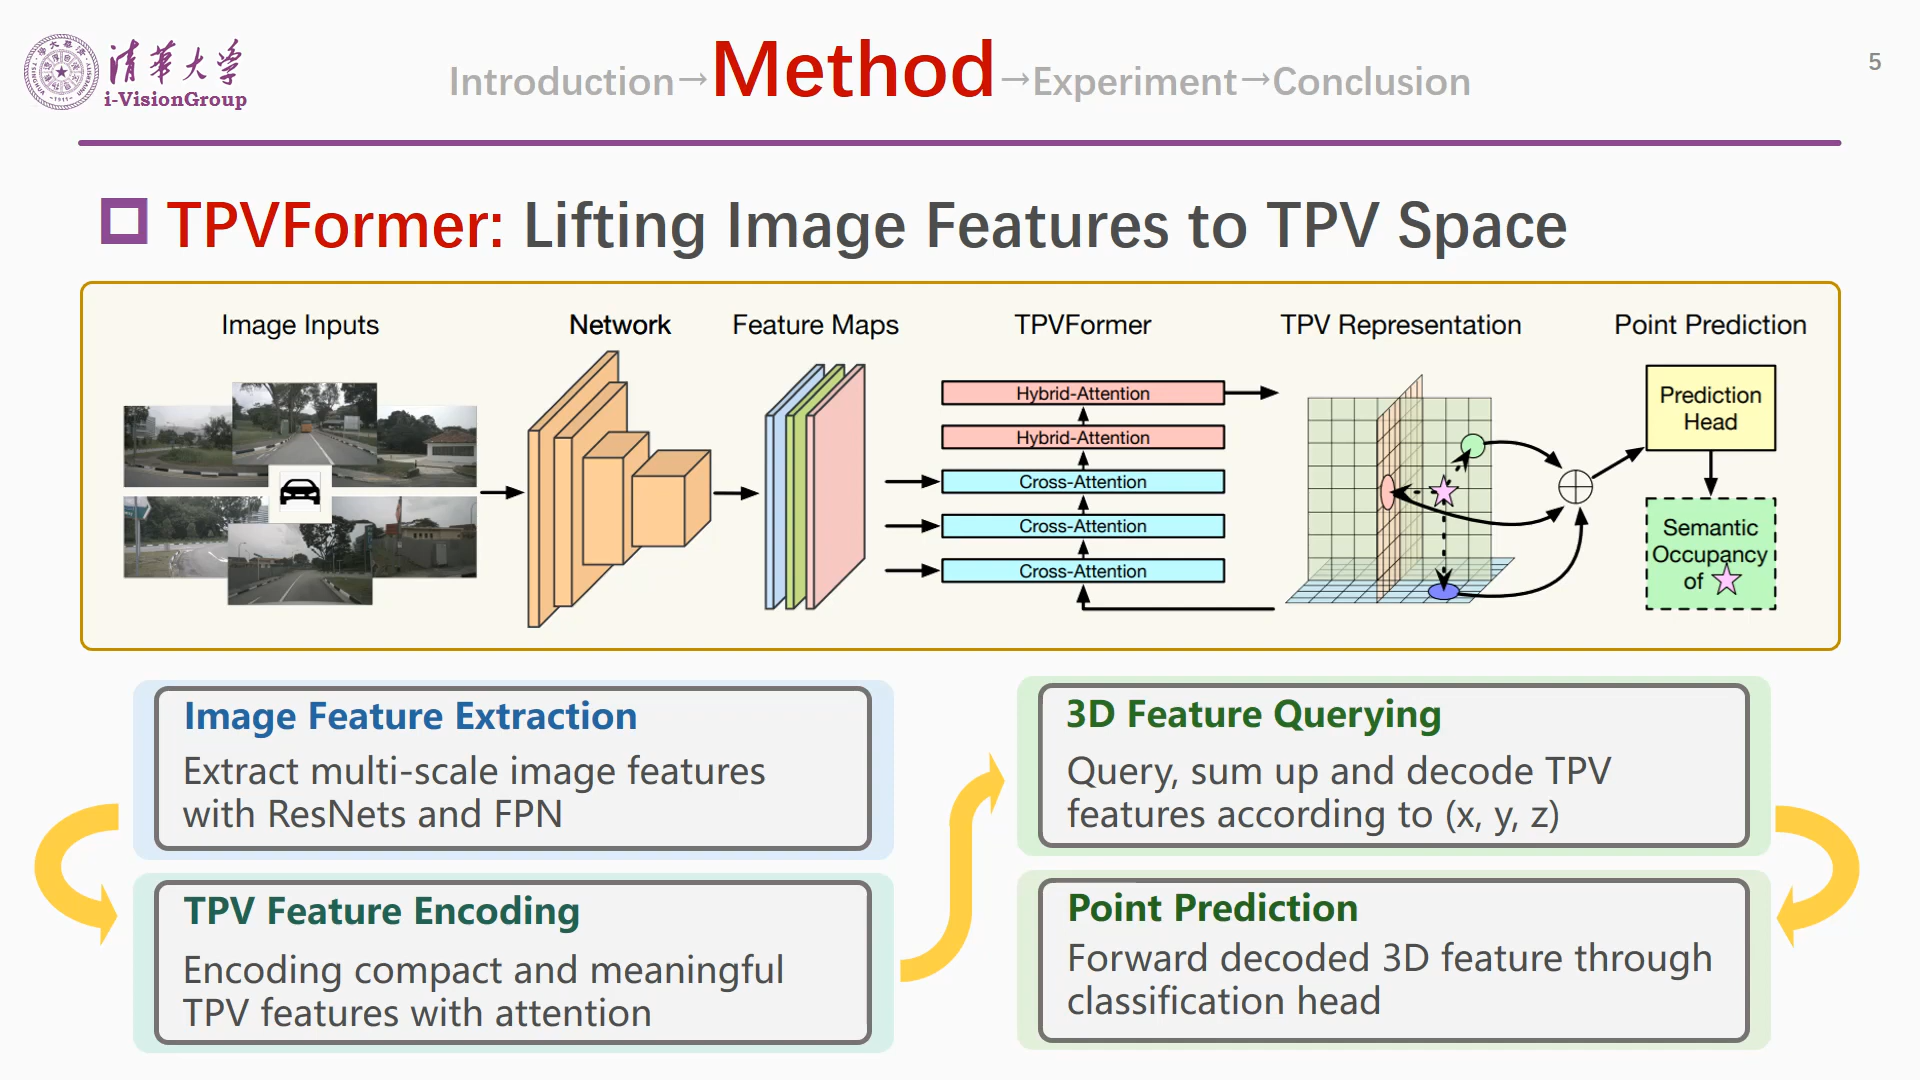 清华大学
i-VisionGroup
Introduction→Method→Experiment→Conclusion
5
TPVFormer: Lifting Image Features to TPV Space
Image Inputs
Network
Feature Maps
TPVFormer
TPV Representation
Point Prediction
Hybrid-Attention
Hybrid-Attention
Cross-Attention
Cross-Attention
Cross-Attention
Prediction
Head
Semantic
Occupancy
of
Image Feature Extraction
Extract multi-scale image features
with ResNets and FPN
TPV Feature Encoding
Encoding compact and meaningful
TPV features with attention
3D Feature Querying
Query, sum up and decode TPV
features according to (x, y, z)
Point Prediction
Forward decoded 3D feature through
classification head